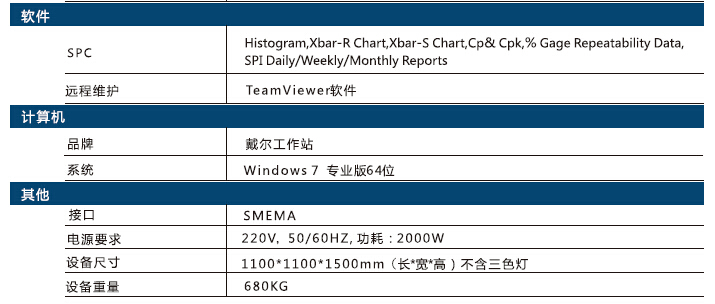 软件
SPC
Histogram,Xbar-R Chart,Xbar-S Chart,Cp& Cpk,% Gage Repeatability Data,
SPI Daily/Weekly/Monthly Reports
远程维护 TeamViewer软件
计算机
品牌 戴尔工作站
系统 Windows 7 专业版64位
其他
接口 SMEMA
电源要求 220V, 50/60HZ, 功耗：2000W
设备尺寸 1100*1100*1500mm（长*宽*高）不含三色灯
设备重量 680KG